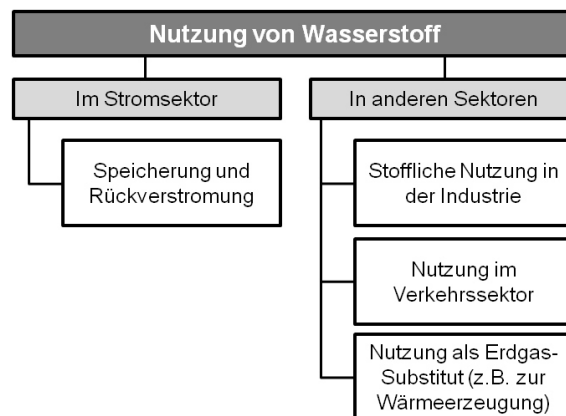 Nutzung von Wasserstoff
Im Stromsektor
Speicherung und
Rückverstromung
In anderen Sektoren
Stoffliche Nutzung in
der Industrie
Nutzung im
Verkehrssektor
Nutzung als Erdgas-
Substitut (z.B. zur
Wärmeerzeugung)